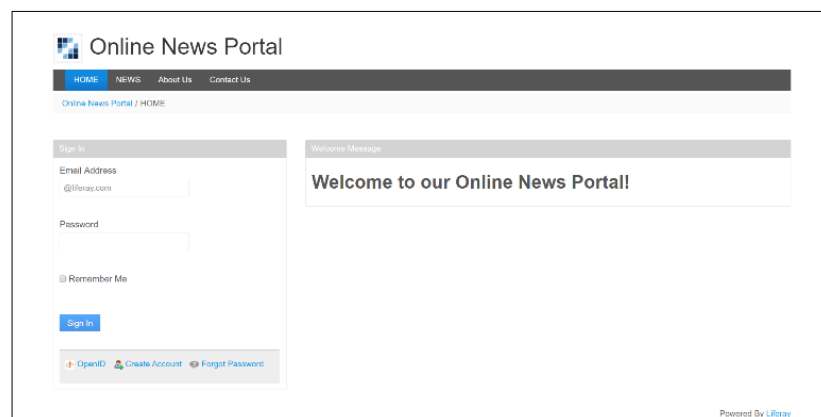 Online News Portal
HOME NEWS About Us Contact Us
Online News Portal / HOME
Sign In
Email Address
@liferay.com
Password
Remember Me
Sign In
OpenID Create Account Forgot Password
Welcome Message
Welcome to our Online News Portal!
Powered By Liferay